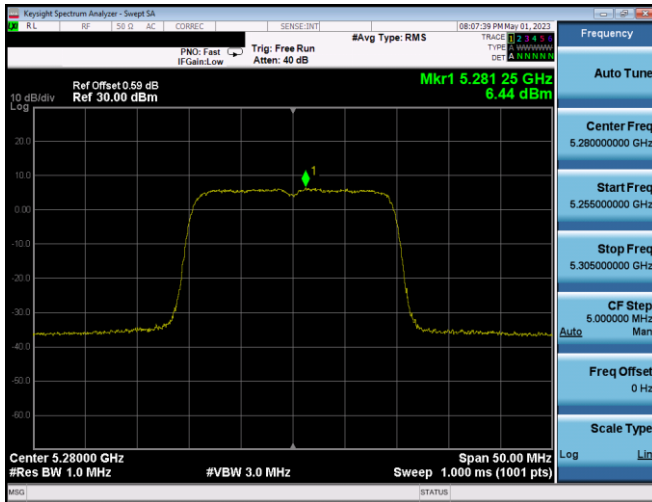 Keysight Spectrum Analyzer - Swept SA
RL RF 50 Ω AC CORREC SENSE:INT 08:07:39 PM May 01, 2023
#Avg Type: RMS
TRACE 1 2 3 4 5 6
PNO: Fast Trig: Free Run TYPE A WWWWW
IFGain:Low Atten: 40 dB DET A N N N N N
Mkr1 5.281 25 GHz
6.44 dBm
Ref Offset 0.59 dB
10 dB/div Ref 30.00 dBm
Log
20.0
1
10.0
0.00
-10.0
-20.0
-30.0
-40.0
-50.0
-60.0
Center 5.28000 GHz Span 50.00 MHz
#Res BW 1.0 MHz #VBW 3.0 MHz Sweep 1.000 ms (1001 pts)
MSG STATUS
Frequency
Auto Tune
Center Freq
5.280000000 GHz
Start Freq
5.255000000 GHz
Stop Freq
5.305000000 GHz
CF Step
5.000000 MHz
Auto Man
Freq Offset
0 Hz
Scale Type
Log Lin